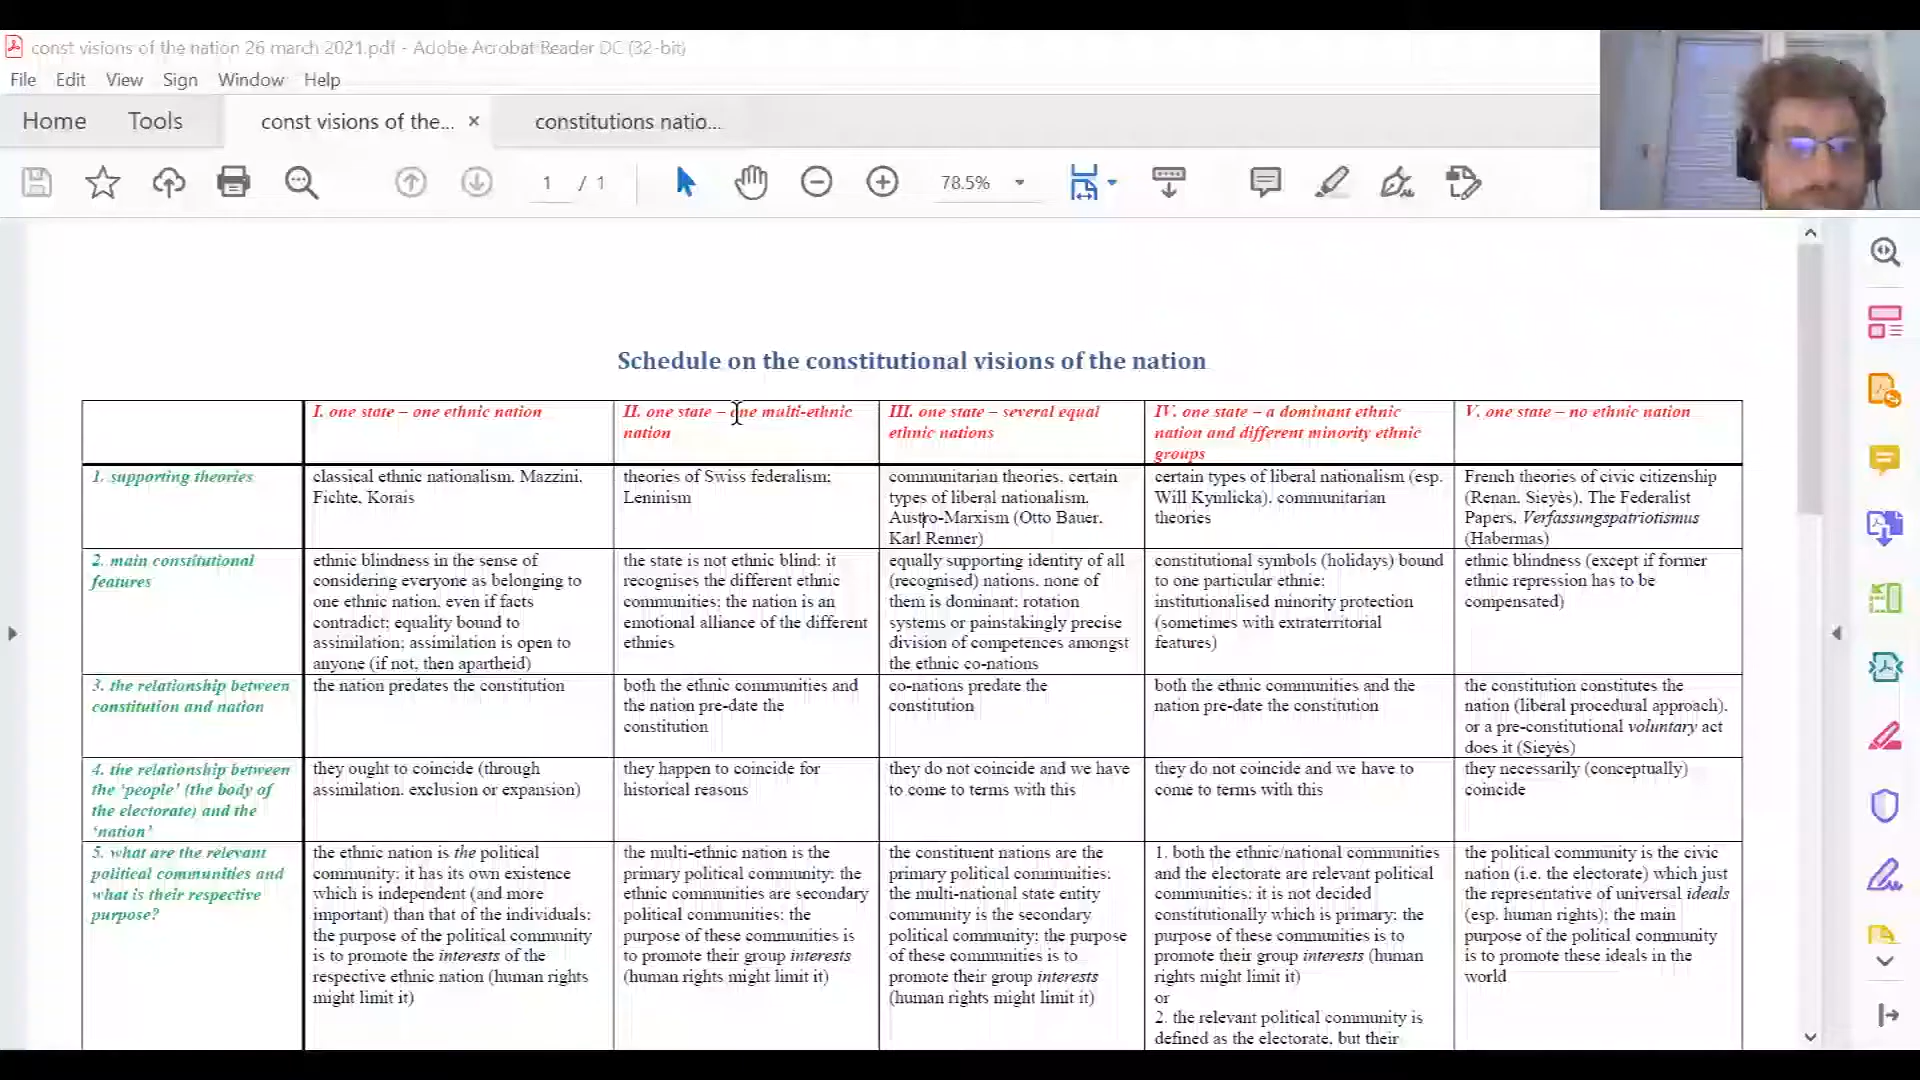 const visions of the nation 26 march 2021.pdf - Adobe Acrobat Reader DC (32-bit)
File Edit View Sign Window Help
Home Tools const visions of the... × constitutions natio...
1 / 1 78.5%
Schedule on the constitutional visions of the nation
I. one state – one ethnic nation
II. one state – one multi-ethnic
nation
III. one state – several equal
ethnic nations
IV. one state – a dominant ethnic
nation and different minority ethnic
groups
V. one state – no ethnic nation
1. supporting theories
classical ethnic nationalism, Mazzini,
Fichte, Korais
theories of Swiss federalism;
Leninism
communitarian theories, certain
types of liberal nationalism,
Austro-Marxism (Otto Bauer,
Karl Renner)
certain types of liberal nationalism (esp.
Will Kymlicka), communitarian
theories
French theories of civic citizenship
(Renan, Sieyès), The Federalist
Papers, Verfassungspatriotismus
(Habermas)
2. main constitutional
features
ethnic blindness in the sense of
considering everyone as belonging to
one ethnic nation, even if facts
contradict; equality bound to
assimilation; assimilation is open to
anyone (if not, then apartheid)
the state is not ethnic blind: it
recognises the different ethnic
communities; the nation is an
emotional alliance of the different
ethnies
equally supporting identity of all
(recognised) nations, none of
them is dominant; rotation
systems or painstakingly precise
division of competences amongst
the ethnic co-nations
constitutional symbols (holidays) bound
to one particular ethnie;
institutionalised minority protection
(sometimes with extraterritorial
features)
ethnic blindness (except if former
ethnic repression has to be
compensated)
3. the relationship between
constitution and nation
the nation predates the constitution
both the ethnic communities and
the nation pre-date the
constitution
co-nations predate the
constitution
both the ethnic communities and the
nation pre-date the constitution
the constitution constitutes the
nation (liberal procedural approach),
or a pre-constitutional voluntary act
does it (Sieyès)
4. the relationship between
the ‘people’ (the body of
the electorate) and the
‘nation’
they ought to coincide (through
assimilation, exclusion or expansion)
they happen to coincide for
historical reasons
they do not coincide and we have
to come to terms with this
they do not coincide and we have to
come to terms with this
they necessarily (conceptually)
coincide
5. what are the relevant
political communities and
what is their respective
purpose?
the ethnic nation is the political
community; it has its own existence
which is independent (and more
important) than that of the individuals;
the purpose of the political community
is to promote the interests of the
respective ethnic nation (human rights
might limit it)
the multi-ethnic nation is the
primary political community; the
ethnic communities are secondary
political communities; the
purpose of these communities is
to promote their group interests
(human rights might limit it)
the constituent nations are the
primary political communities;
the multi-national state entity
community is the secondary
political community; the purpose
of these communities is to
promote their group interests
(human rights might limit it)
1. both the ethnic/national communities
and the electorate are relevant political
communities; it is not decided
constitutionally which is primary; the
purpose of these communities is to
promote their group interests (human
rights might limit it)
or
2. the relevant political community is
defined as the electorate, but their
the political community is the civic
nation (i.e. the electorate) which just
the representative of universal ideals
(esp. human rights); the main
purpose of the political community
is to promote these ideals in the
world